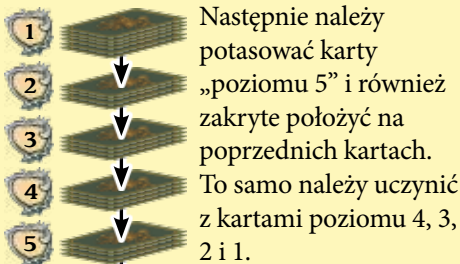 1
2
3
4
5
Następnie należy
potasować karty
„poziomu 5” i również
zakryte położyć na
poprzednich kartach.
To samo należy uczynić
z kartami poziomu 4, 3,
2 i 1.